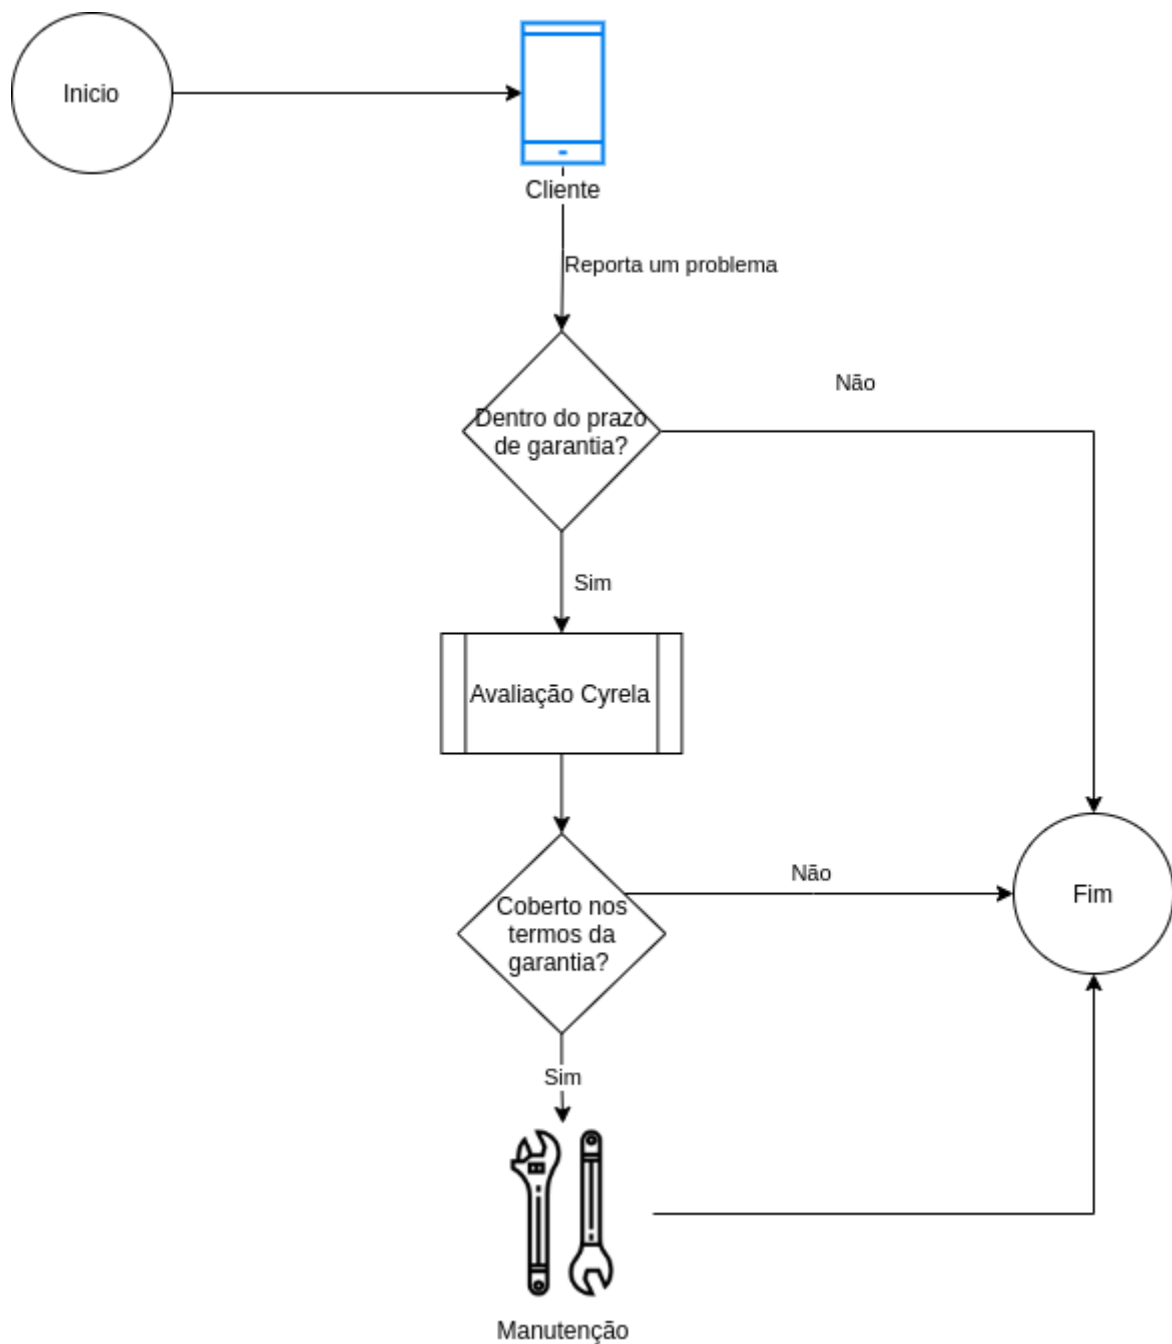 Inicio
Cliente
Reporta um problema
Não
Dentro do prazo
de garantia?
Sim
Avaliação Cyrela
Não
Coberto nos
termos da
garantia?
Fim
Sim
Manutenção